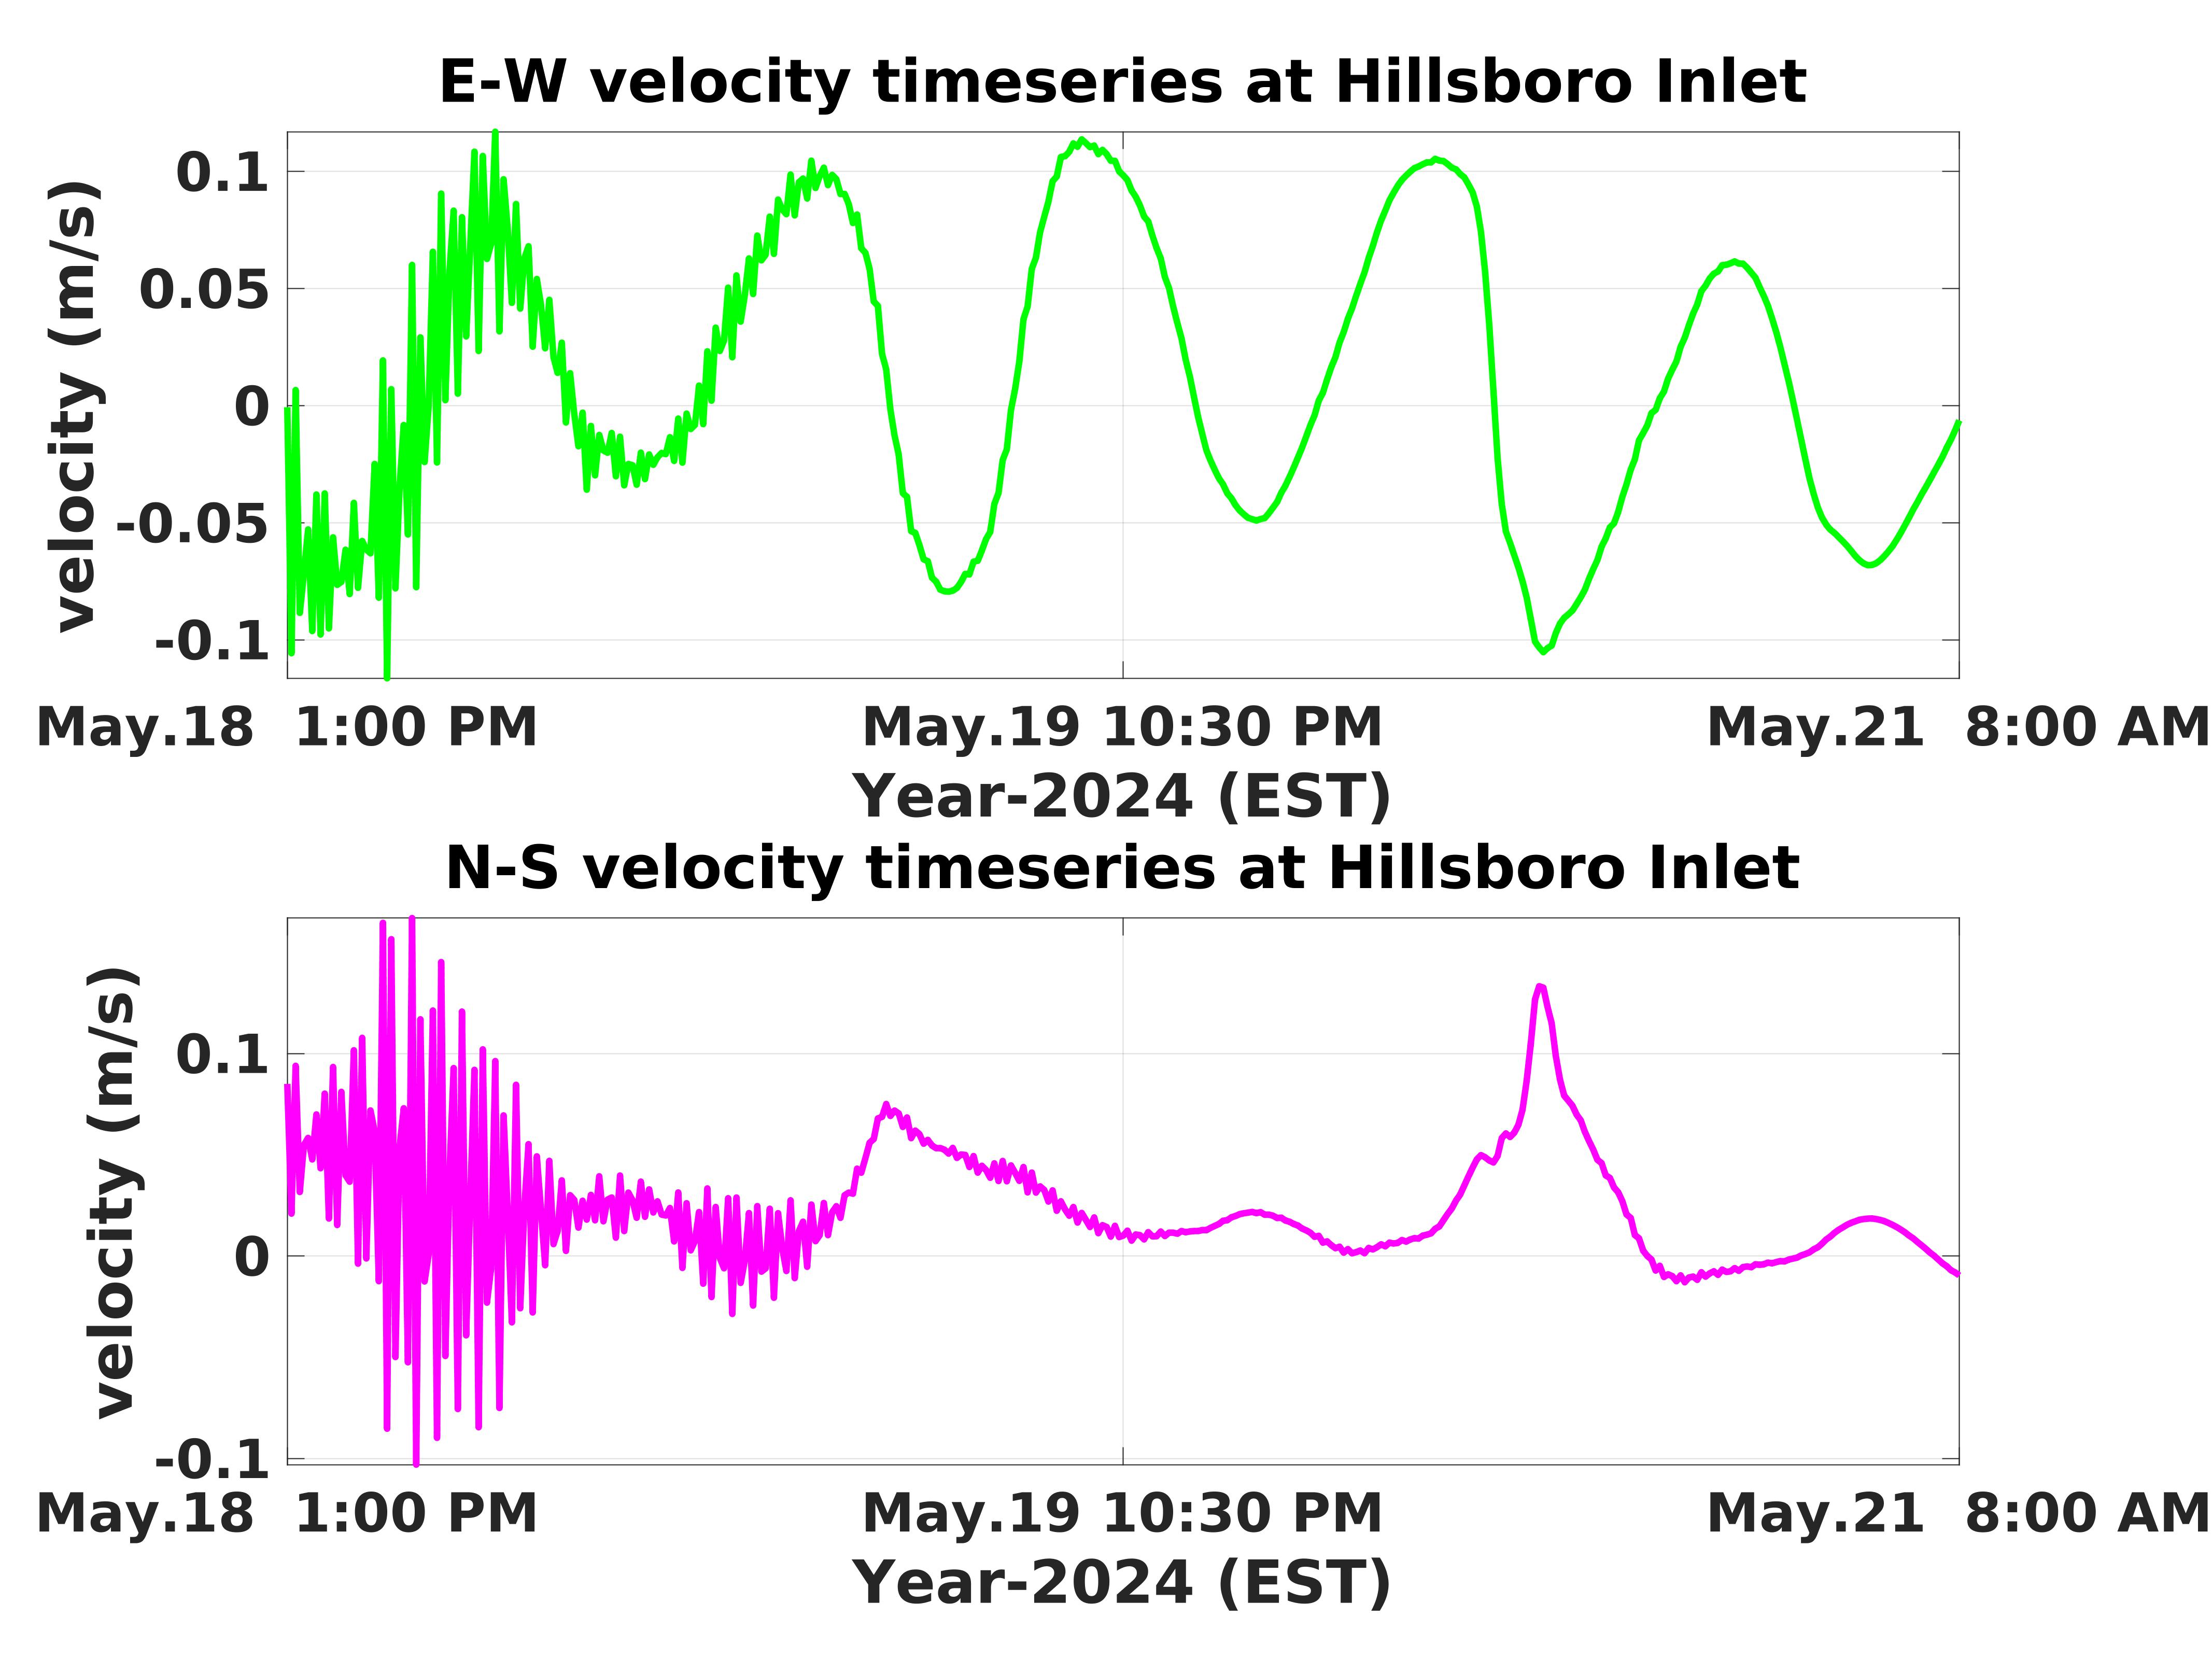 E-W velocity timeseries at Hillsboro Inlet
velocity (m/s)
0.1
0.05
0
-0.05
-0.1
May.18 1:00 PM
May.19 10:30 PM
May.21 8:00 AM
Year-2024 (EST)
N-S velocity timeseries at Hillsboro Inlet
velocity (m/s)
0.1
0
-0.1
May.18 1:00 PM
May.19 10:30 PM
May.21 8:00 AM
Year-2024 (EST)